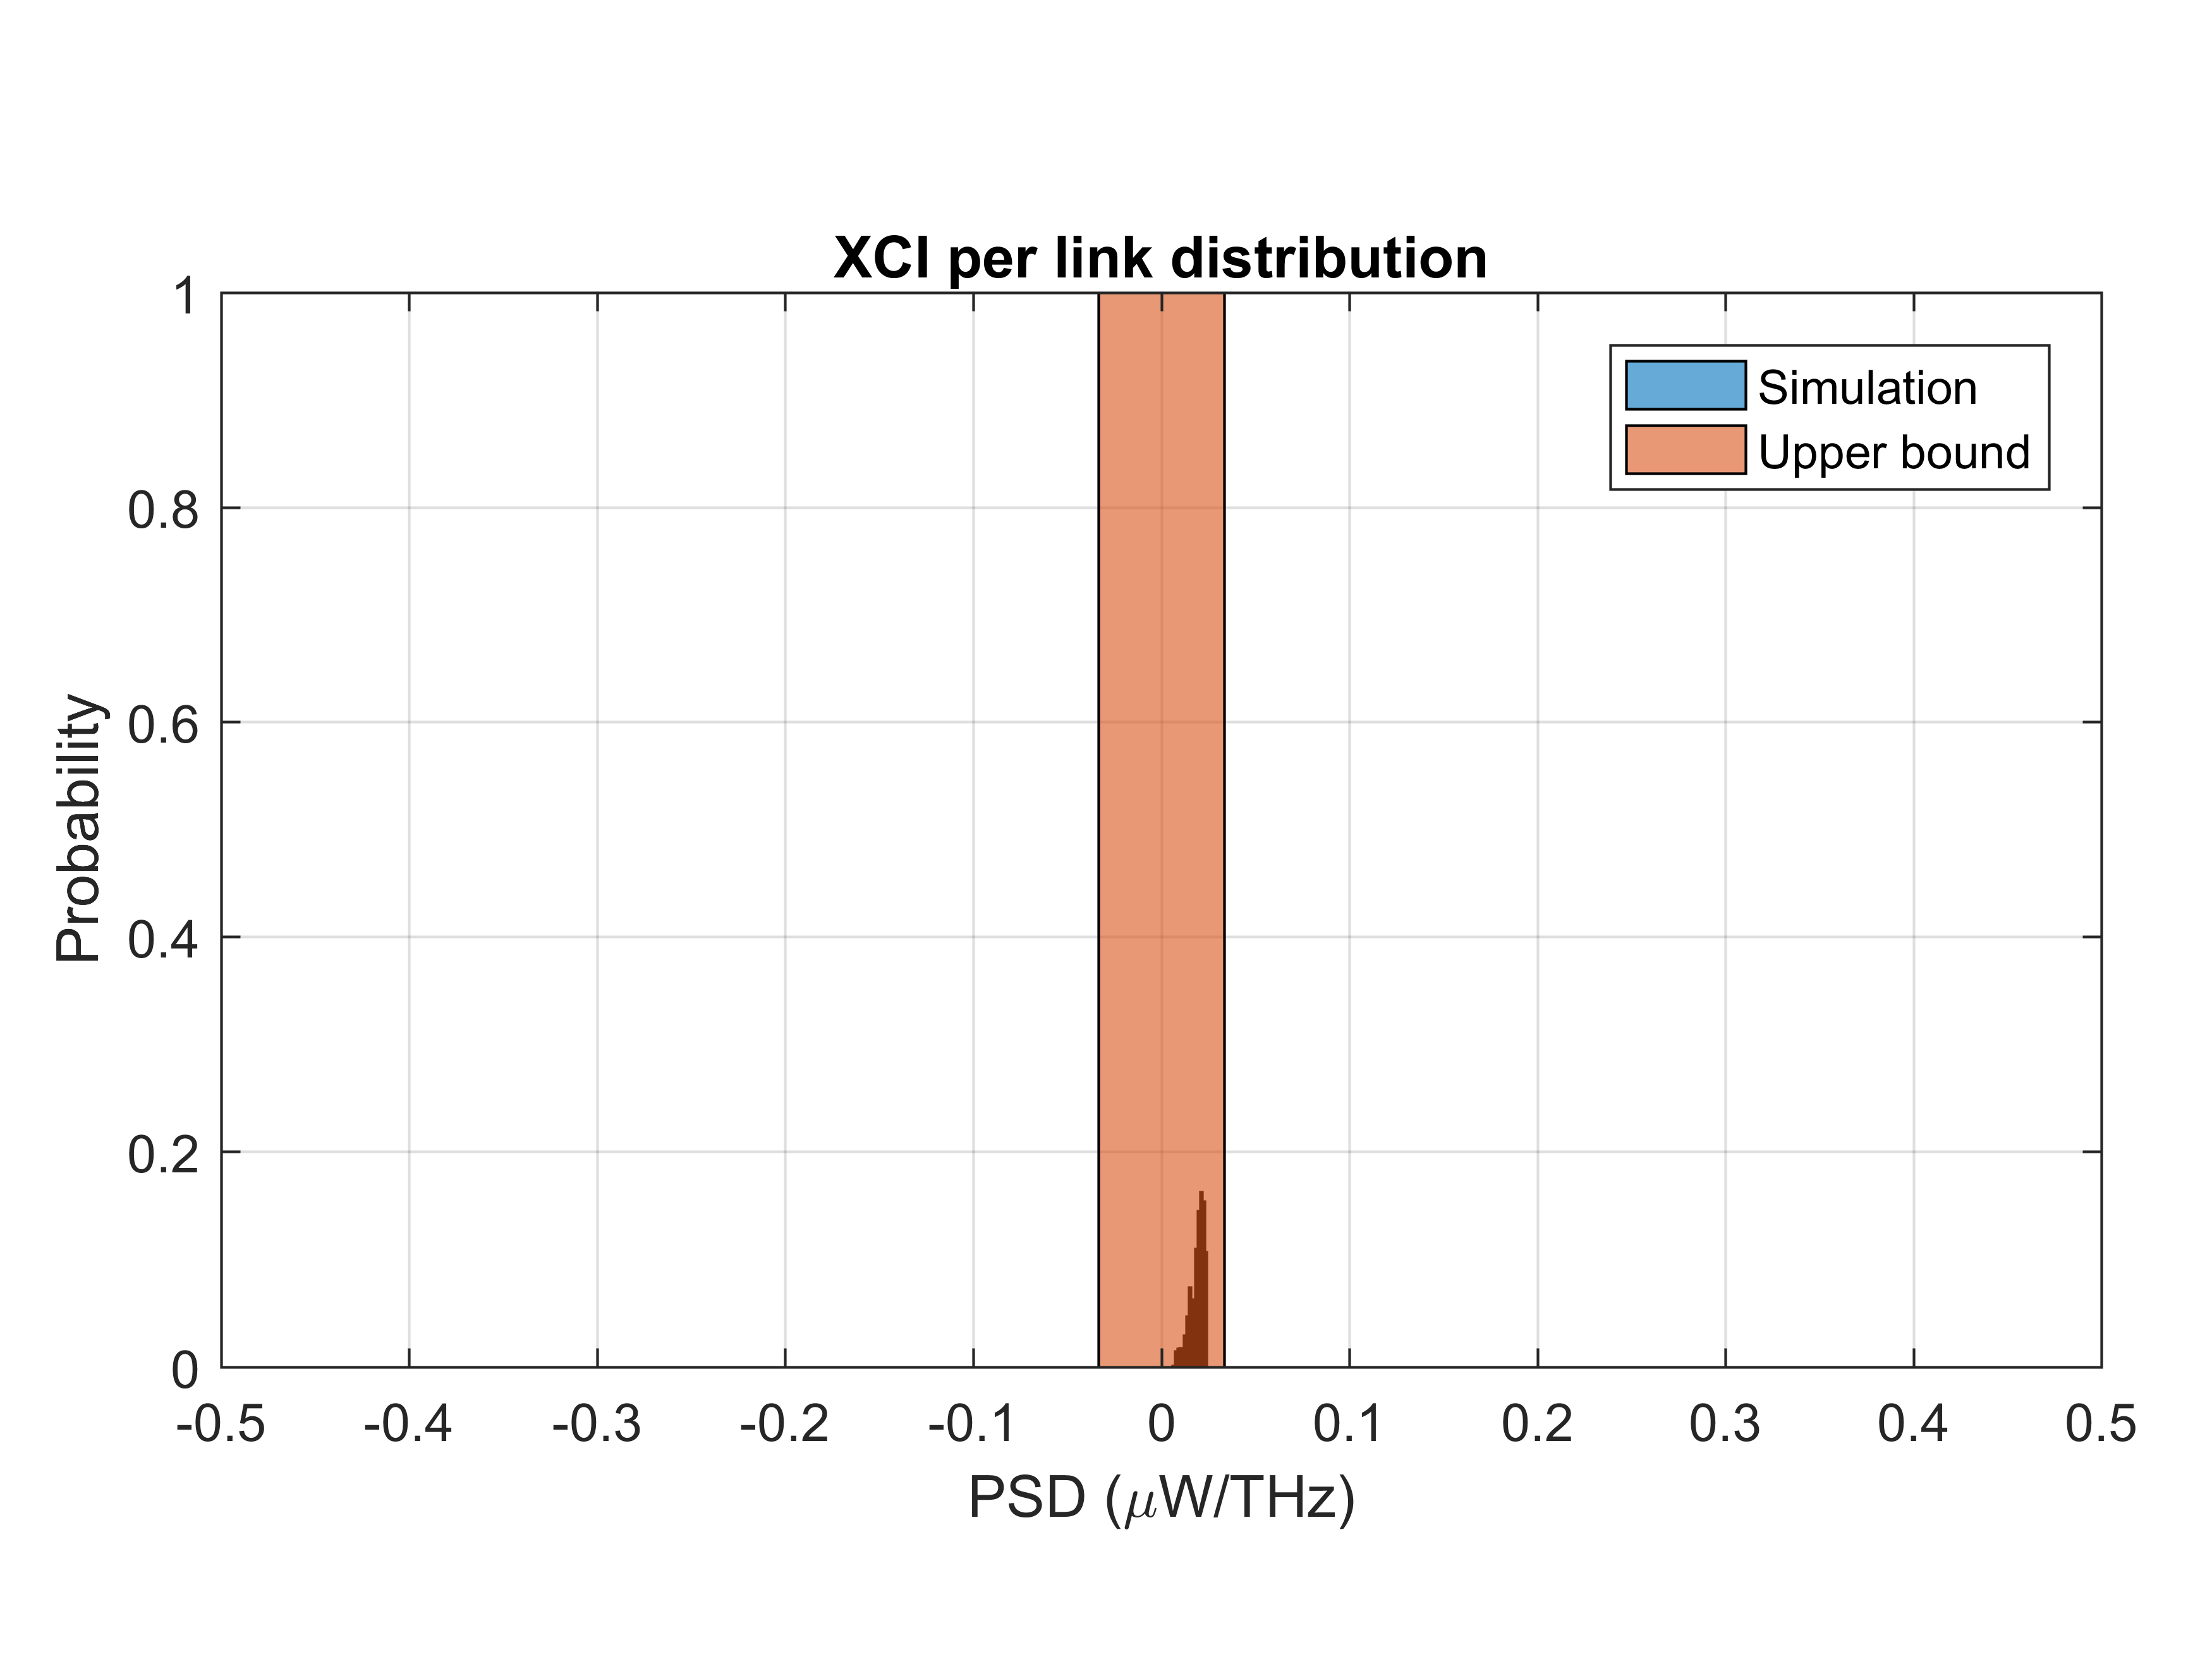 XCI per link distribution
Simulation
Upper bound
Probability
1
0.8
0.6
0.4
0.2
0
-0.5 -0.4 -0.3 -0.2 -0.1 0 0.1 0.2 0.3 0.4 0.5
PSD (μW/THz)